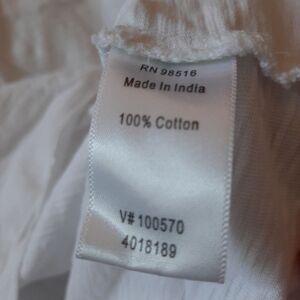 RN 98516
Made In India
100% Cotton
V# 100570
4018189